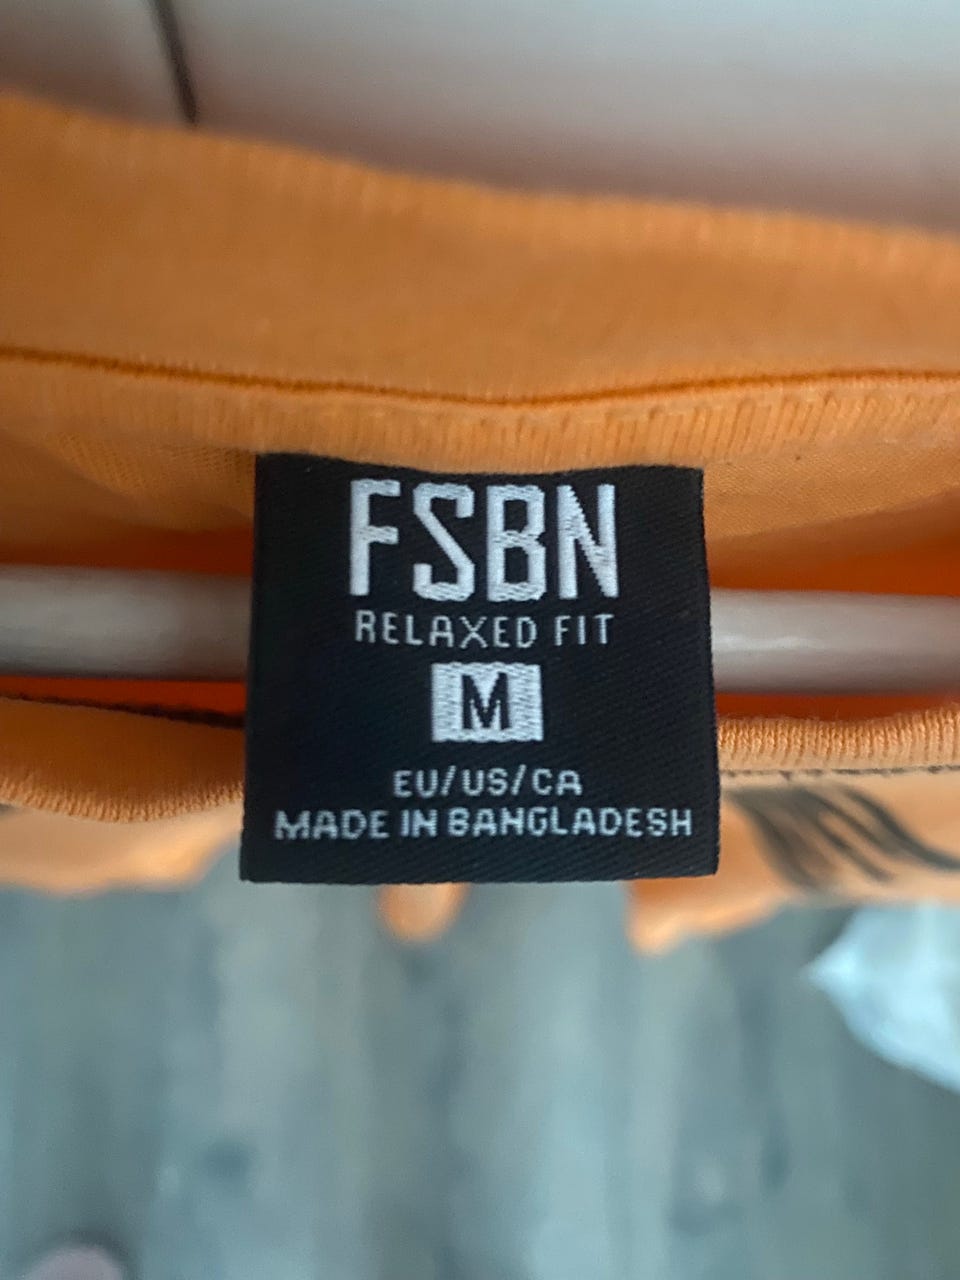 FSBN
RELAXED FIT
M
EU/US/CA
MADE IN BANGLADESH